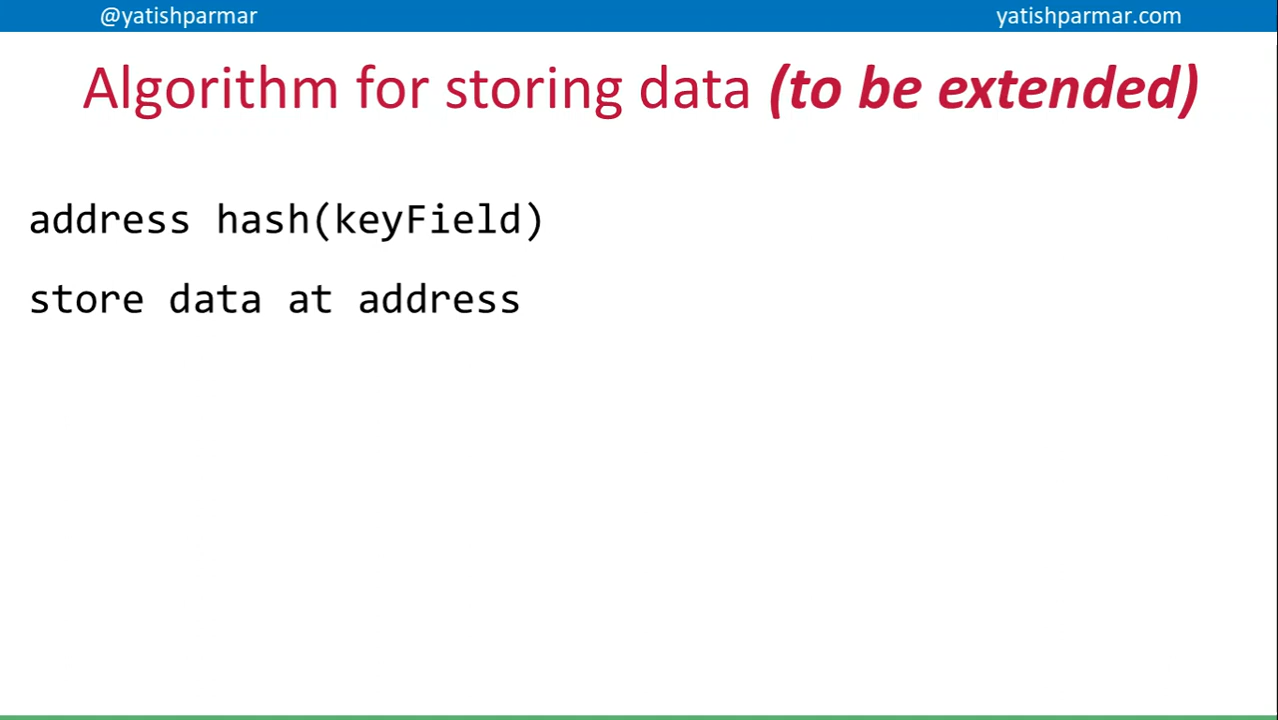 @yatishparmar yatishparmar.com
Algorithm for storing data (to be extended)
address hash(keyField)
store data at address